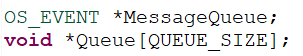 OS_EVENT *MessageQueue;
void *Queue[QUEUE_SIZE];